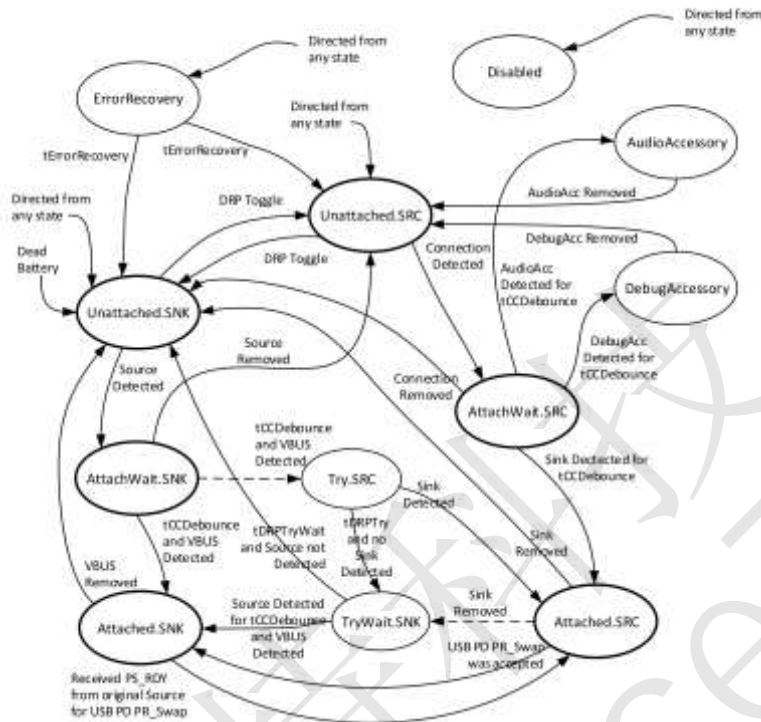 Directed from
any state
Directed from
any state
Disabled
ErrorRecovery
Directed from
any state
AudioAccessory
tErrorRecovery
tErrorRecovery
AudioAcc Removed
Directed from
any state
DRP Toggle
Unattached.SRC
DebugAcc Removed
Connection
Detected
Dead
Battery
DRP Toggle
AudioAcc
Detected for
tCCDebounce
DebugAccessory
Unattached.SNK
Source
Removed
DebugAcc
Detected for
tCCDebounce
Source
Detected
Connection
Removed
AttachWait.SRC
tCCDebounce
and VBUS
Detected
AttachWait.SNK
Try.SRC
Sink
Detected
Sink Dectected for
tCCDebounce
tCCDebounce
and VBUS
Detected
tDRPTryWait
and Source not
Detected
tDRPTry
and no
Sink
Detected
Sink
Removed
VBUS
Removed
Source Detected
for tCCDebounce
and VBUS
Detected
Sink
Removed
Attached.SNK
TryWait.SNK
Attached.SRC
USB PD PR_Swap
was accepted
Received PS_RDY
from original Source
for USB PD PR_Swap